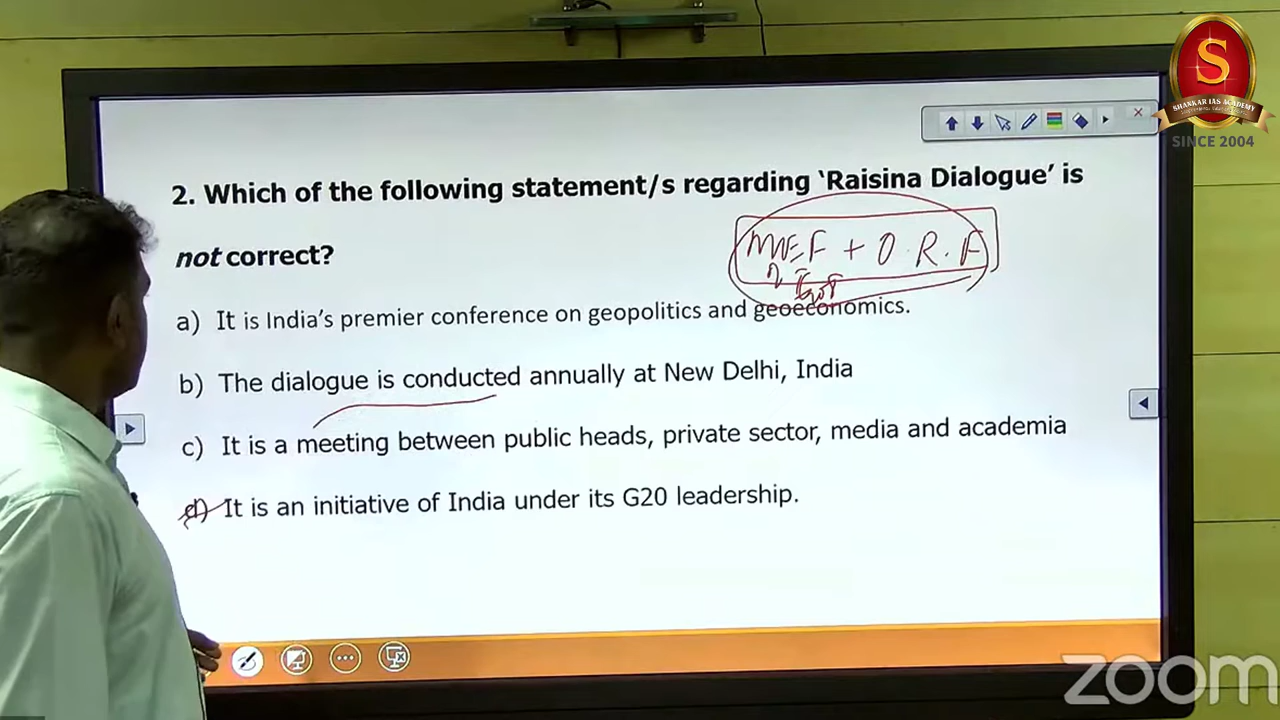 S
SHANKAR IAS ACADEMY
SINCE 2004
2. Which of the following statement/s regarding ‘Raisina Dialogue’ is
not correct?
MEF + O.R.F
a) It is India’s premier conference on geopolitics and geoeconomics.
b) The dialogue is conducted annually at New Delhi, India
c) It is a meeting between public heads, private sector, media and academia
d) It is an initiative of India under its G20 leadership.
zoom